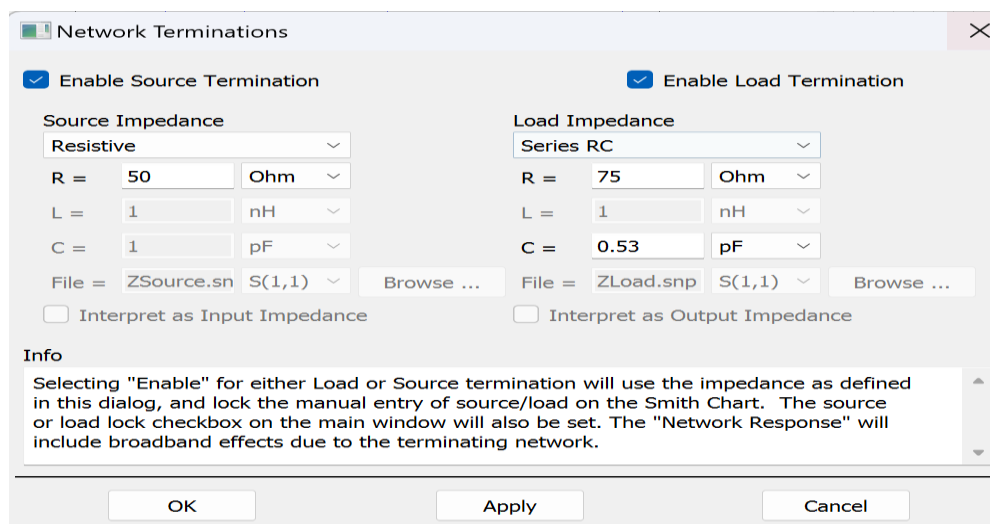 Network Terminations
Enable Source Termination
Enable Load Termination
Source Impedance
Load Impedance
Resistive
Series RC
R = 50 Ohm
R = 75 Ohm
L = 1 nH
L = 1 nH
C = 1 pF
C = 0.53 pF
File = ZSource.sn S(1,1) Browse ...
File = ZLoad.snp S(1,1) Browse ...
Interpret as Input Impedance
Interpret as Output Impedance
Info
Selecting "Enable" for either Load or Source termination will use the impedance as defined
in this dialog, and lock the manual entry of source/load on the Smith Chart. The source
or load lock checkbox on the main window will also be set. The "Network Response" will
include broadband effects due to the terminating network.
OK
Apply
Cancel